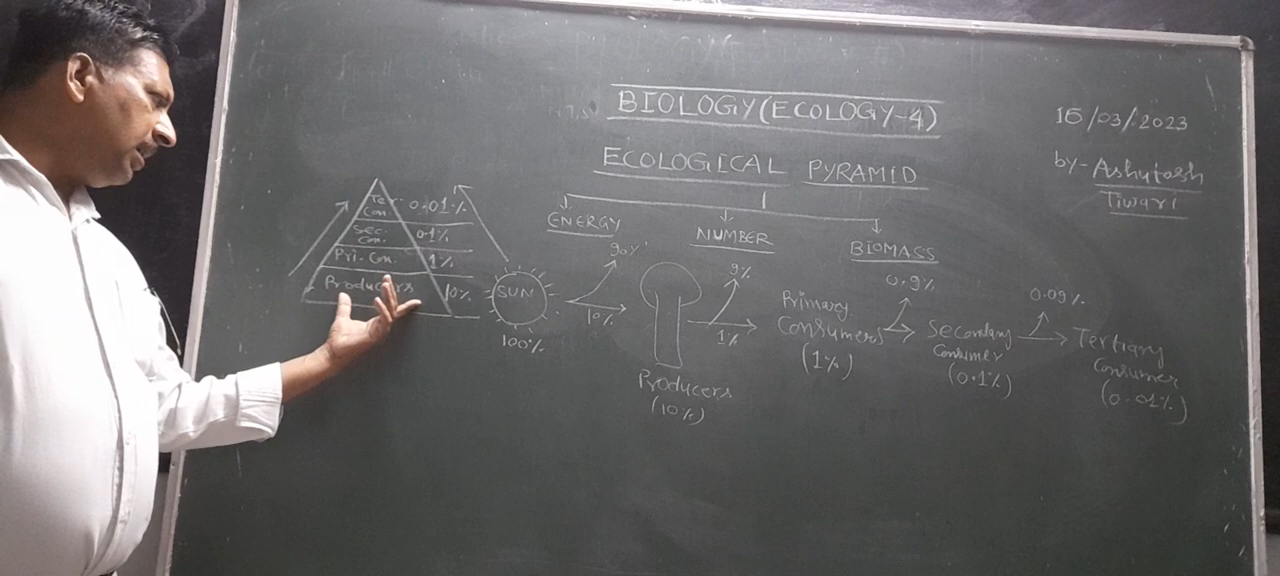 BIOLOGY (ECOLOGY-4)
16/03/2023
by- Ashutosh
Tiwari
ECOLOGICAL PYRAMID
ENERGY
NUMBER
BIOMASS
Ter. 0.01%
Con.
Sec. 0.1%
Con.
Pri. Con. 1%
Producers 10%
SUN
100%
90%
10%
Producers
(10%)
9%
1%
Primary
Consumers
(1%)
0.9%
Secondary
Consumer
(0.1%)
0.09%
Tertiary
Consumer
(0.01%)